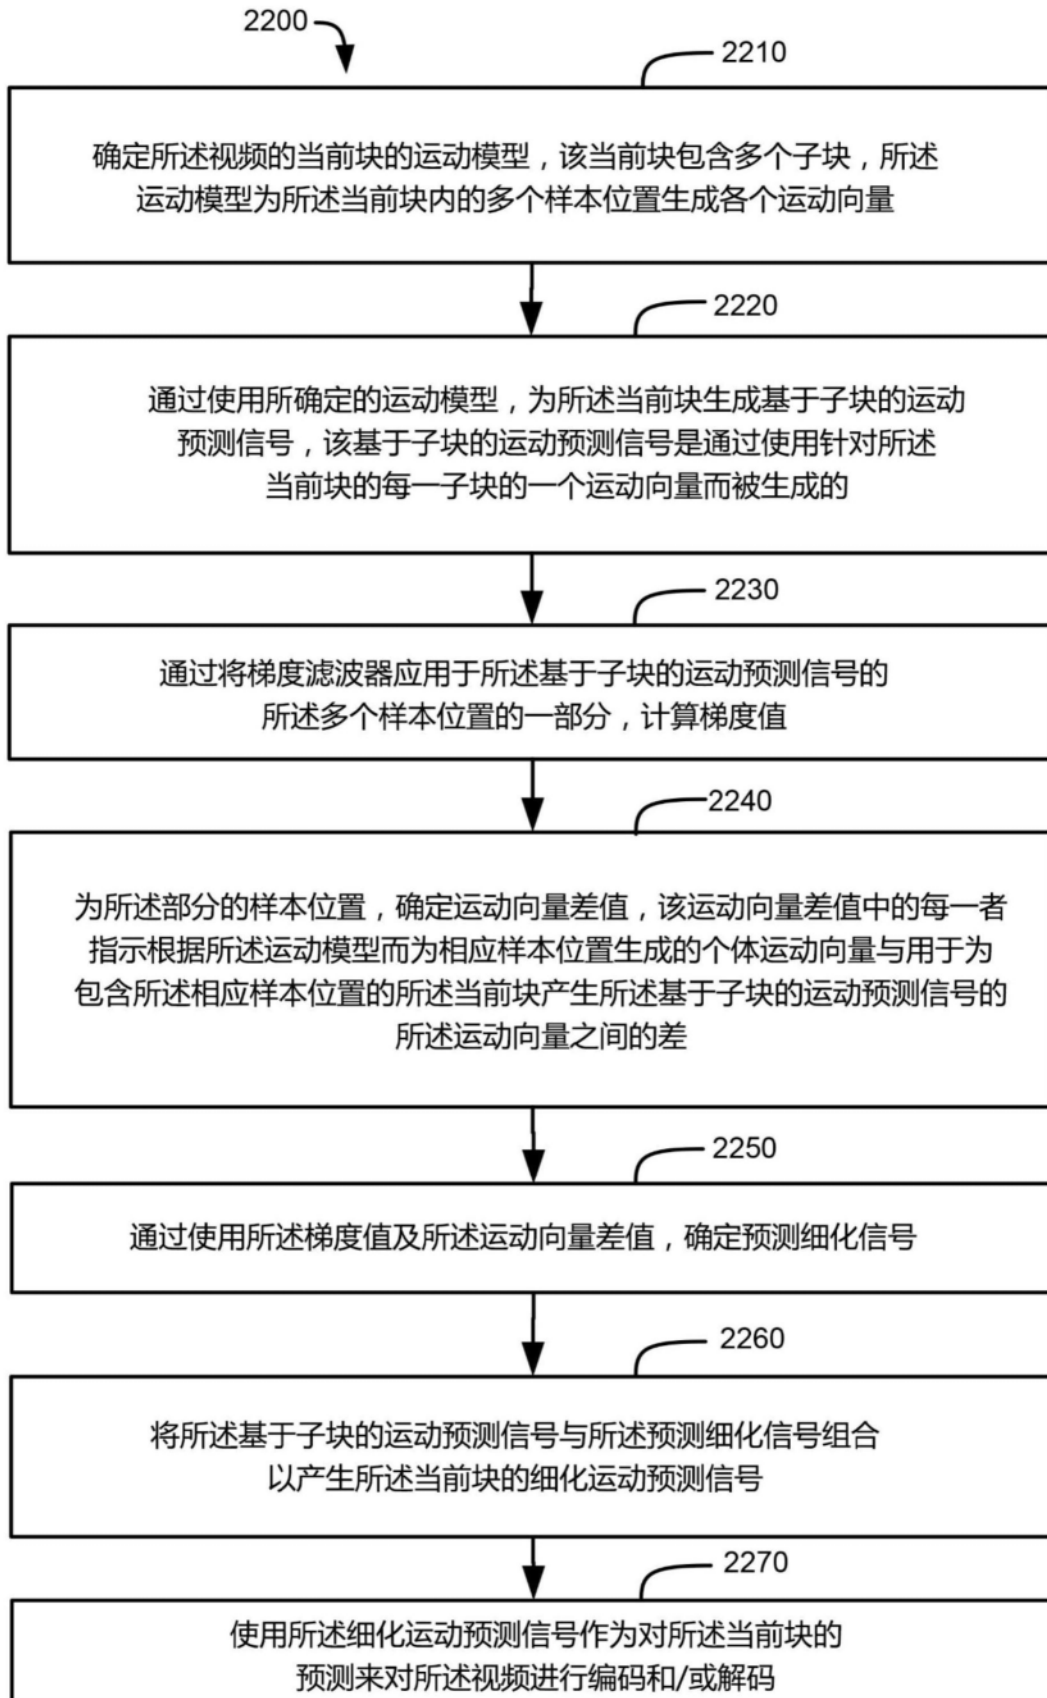 2200
2210
确定所述视频的当前块的运动模型，该当前块包含多个子块，所述
运动模型为所述当前块内的多个样本位置生成各个运动向量
2220
通过使用所确定的运动模型，为所述当前块生成基于子块的运动
预测信号，该基于子块的运动预测信号是通过使用针对所述
当前块的每一子块的一个运动向量而被生成的
2230
通过将梯度滤波器应用于所述基于子块的运动预测信号的
所述多个样本位置的一部分，计算梯度值
2240
为所述部分的样本位置，确定运动向量差值，该运动向量差值中的每一者
指示根据所述运动模型而为相应样本位置生成的个体运动向量与用于为
包含所述相应样本位置的所述当前块产生所述基于子块的运动预测信号的
所述运动向量之间的差
2250
通过使用所述梯度值及所述运动向量差值，确定预测细化信号
2260
将所述基于子块的运动预测信号与所述预测细化信号组合
以产生所述当前块的细化运动预测信号
2270
使用所述细化运动预测信号作为对所述当前块的
预测来对所述视频进行编码和/或解码